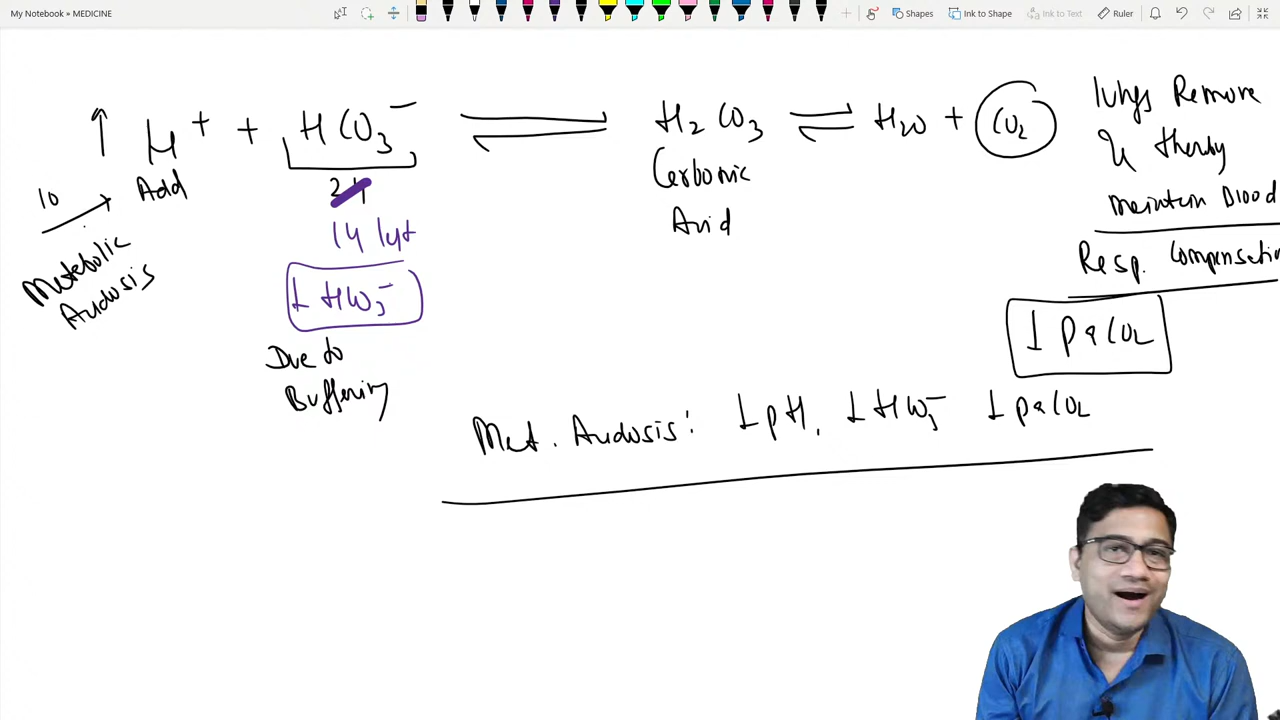 My Notebook » MEDICINE
Shapes Ink to Shape Ink to Text Ruler
↑ H⁺ + HCO₃⁻ ⇌ H₂CO₃ ⇌ H₂O + CO₂
10 →
Metabolic
Acidosis
Acid
24
14 left
↓ HCO₃⁻
Due to
Buffering
Carbonic
Acid
lungs Remove
& thereby
maintain Blood
Resp. Compensation
↓ PaCO₂
Met. Acidosis: ↓ pH, ↓ HCO₃⁻ ↓ PaCO₂